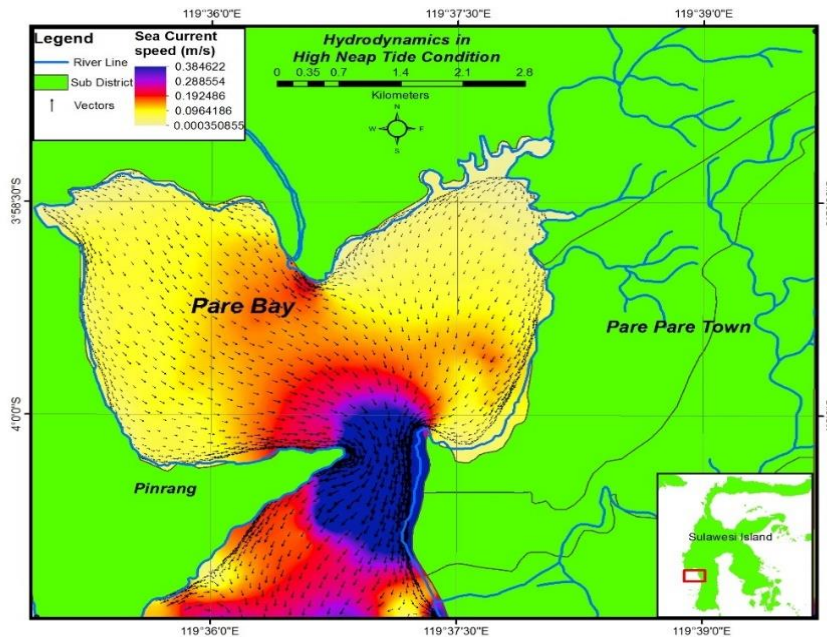 119°36'0"E 119°37'30"E 119°39'0"E
Legend
River Line
Sub District
Vectors
Sea Current
speed (m/s)
0.384622
0.288554
0.192486
0.0964186
0.000350855
Hydrodynamics in
High Neap Tide Condition
0 0.35 0.7 1.4 2.1 2.8
Kilometers
N
W E
S
3°58'30"S
Pare Bay
Pare Pare Town
4°0'0"S
Pinrang
Sulawesi Island
119°36'0"E 119°37'30"E 119°39'0"E